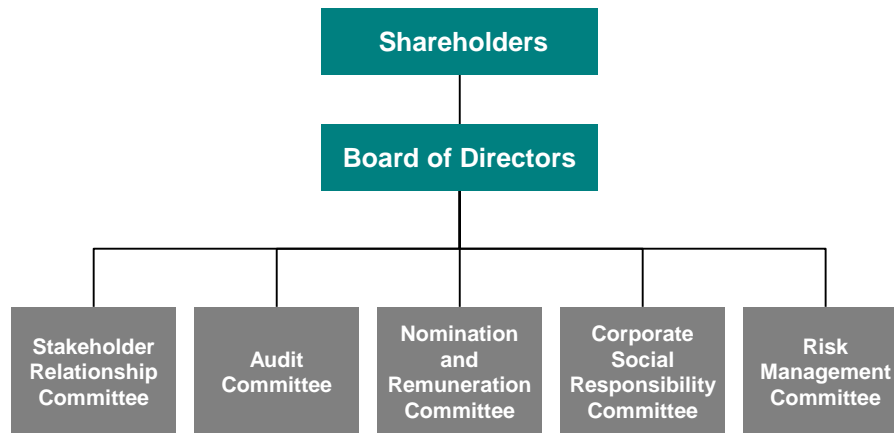 Shareholders
Board of Directors
Stakeholder
Relationship
Committee
Audit
Committee
Nomination
and
Remuneration
Committee
Corporate
Social
Responsibility
Committee
Risk
Management
Committee